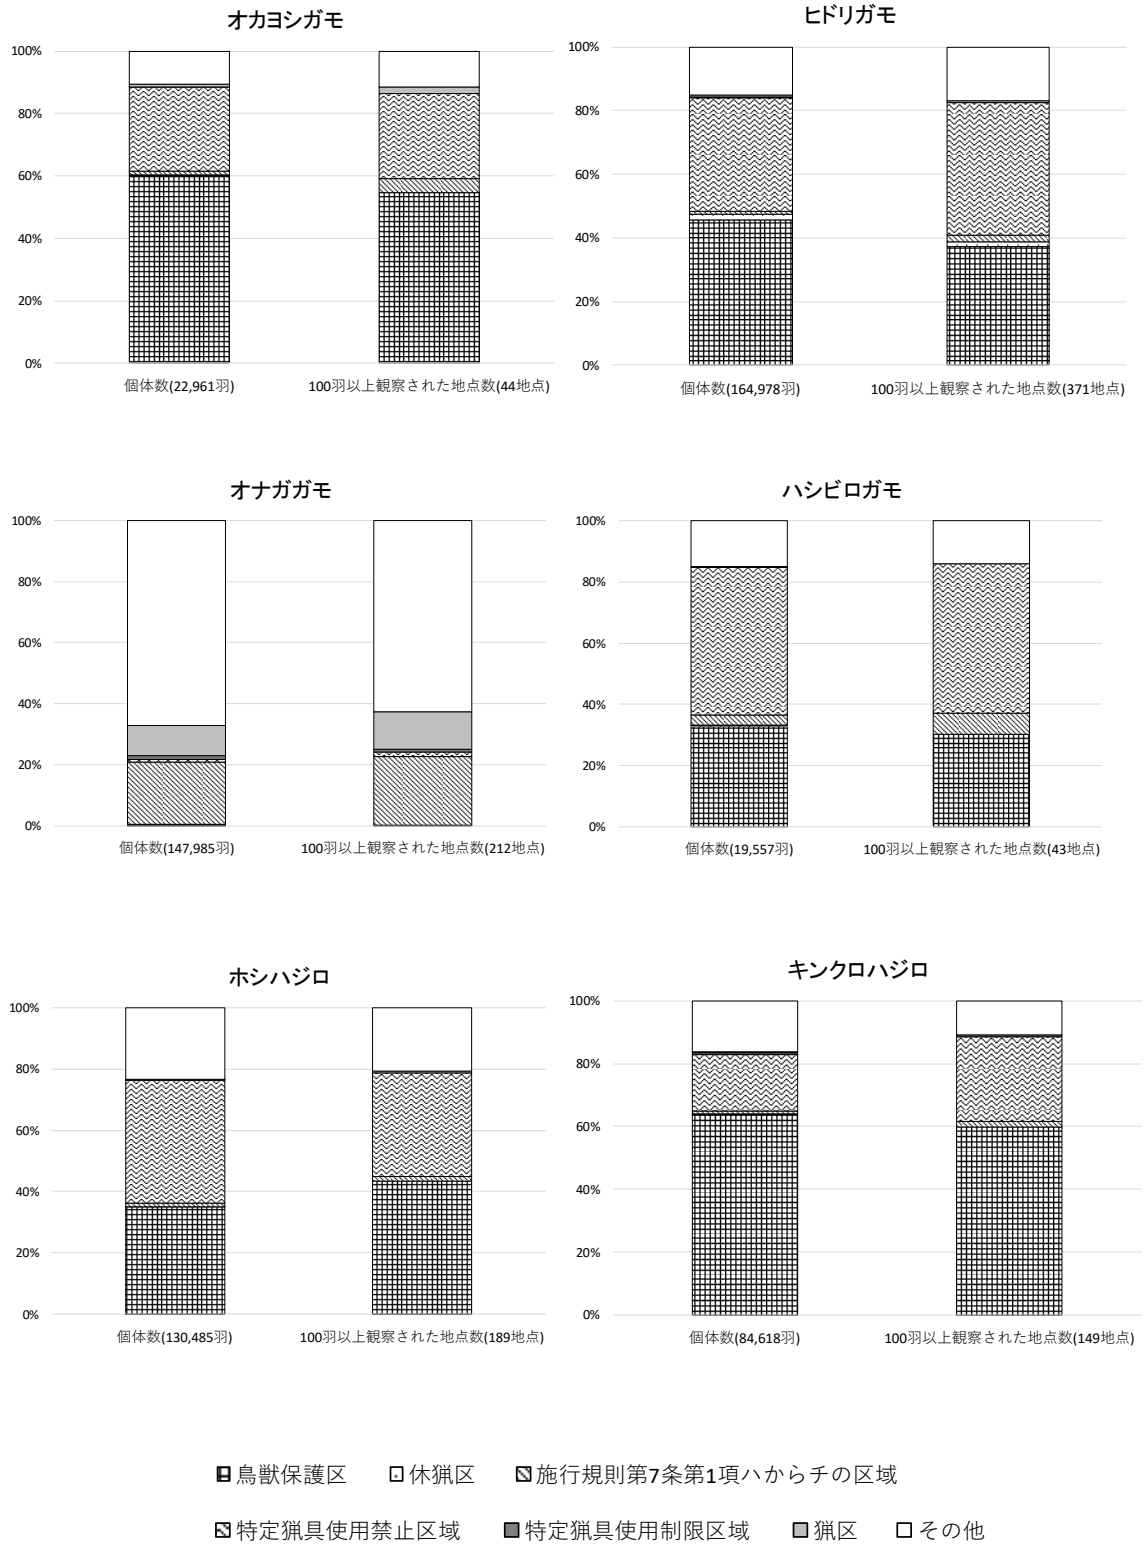 オカヨシガモ
100%
80%
60%
40%
20%
0%
個体数(22,961羽)
100羽以上観察された地点数(44地点)
ヒドリガモ
100%
80%
60%
40%
20%
0%
個体数(164,978羽)
100羽以上観察された地点数(371地点)
オナガガモ
100%
80%
60%
40%
20%
0%
個体数(147,985羽)
100羽以上観察された地点数(212地点)
ハシビロガモ
100%
80%
60%
40%
20%
0%
個体数(19,557羽)
100羽以上観察された地点数(43地点)
ホシハジロ
100%
80%
60%
40%
20%
0%
個体数(130,485羽)
100羽以上観察された地点数(189地点)
キンクロハジロ
100%
80%
60%
40%
20%
0%
個体数(84,618羽)
100羽以上観察された地点数(149地点)
鳥獣保護区 休猟区 施行規則第7条第1項ハからチの区域
特定猟具使用禁止区域 特定猟具使用制限区域 猟区 その他